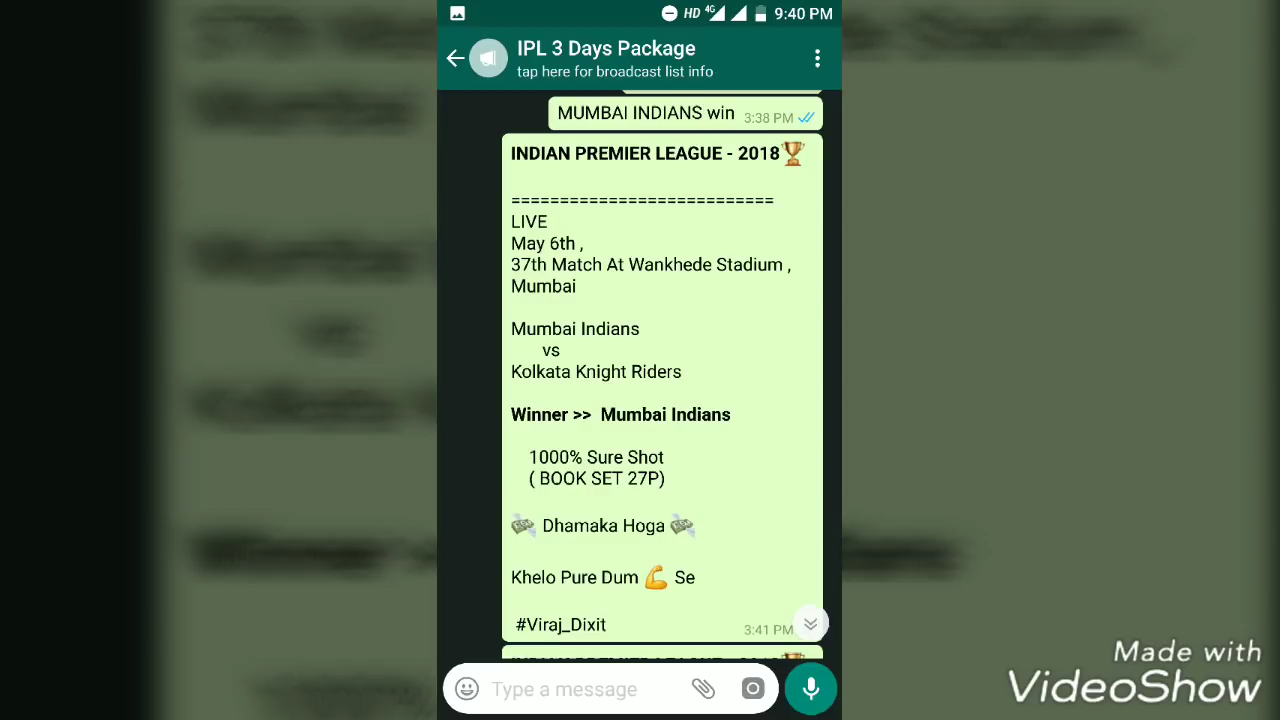 HD 4G 9:40 PM
IPL 3 Days Package
tap here for broadcast list info
MUMBAI INDIANS win 3:38 PM
INDIAN PREMIER LEAGUE - 2018🏆
===========================
LIVE
May 6th ,
37th Match At Wankhede Stadium ,
Mumbai
Mumbai Indians
vs
Kolkata Knight Riders
Winner >> Mumbai Indians
1000% Sure Shot
( BOOK SET 27P)
💸 Dhamaka Hoga 💸
Khelo Pure Dum 💪 Se
#Viraj_Dixit 3:41 PM
Type a message
Made with
VideoShow